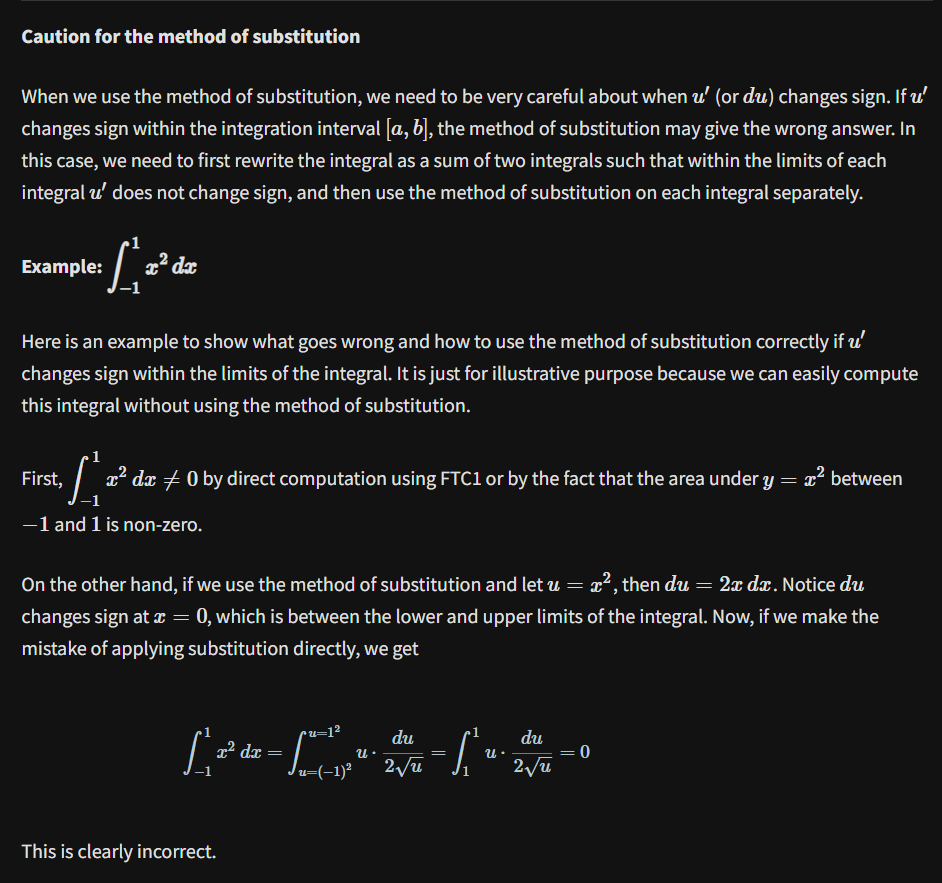 Caution for the method of substitution
When we use the method of substitution, we need to be very careful about when u′ (or du) changes sign. If u′
changes sign within the integration interval [a, b], the method of substitution may give the wrong answer. In
this case, we need to first rewrite the integral as a sum of two integrals such that within the limits of each
integral u′ does not change sign, and then use the method of substitution on each integral separately.
Example: ∫_{−1}^{1} x² dx
Here is an example to show what goes wrong and how to use the method of substitution correctly if u′
changes sign within the limits of the integral. It is just for illustrative purpose because we can easily compute
this integral without using the method of substitution.
First, ∫_{−1}^{1} x² dx ≠ 0 by direct computation using FTC1 or by the fact that the area under y = x² between
−1 and 1 is non-zero.
On the other hand, if we use the method of substitution and let u = x², then du = 2x dx. Notice du
changes sign at x = 0, which is between the lower and upper limits of the integral. Now, if we make the
mistake of applying substitution directly, we get
∫_{−1}^{1} x² dx = ∫_{u=(−1)²}^{u=1²} u · du/(2√u) = ∫_{1}^{1} u · du/(2√u) = 0
This is clearly incorrect.